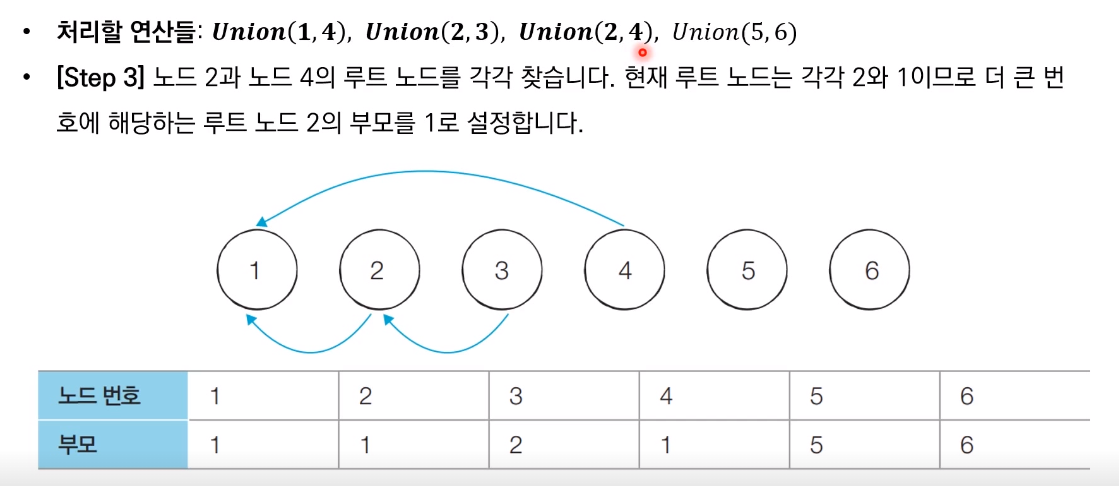 • 처리할 연산들: Union(1, 4), Union(2, 3), Union(2, 4), Union(5, 6)
• [Step 3] 노드 2과 노드 4의 루트 노드를 각각 찾습니다. 현재 루트 노드는 각각 2와 1이므로 더 큰 번
호에 해당하는 루트 노드 2의 부모를 1로 설정합니다.
1 2 3 4 5 6
노드 번호 1 2 3 4 5 6
부모 1 1 2 1 5 6